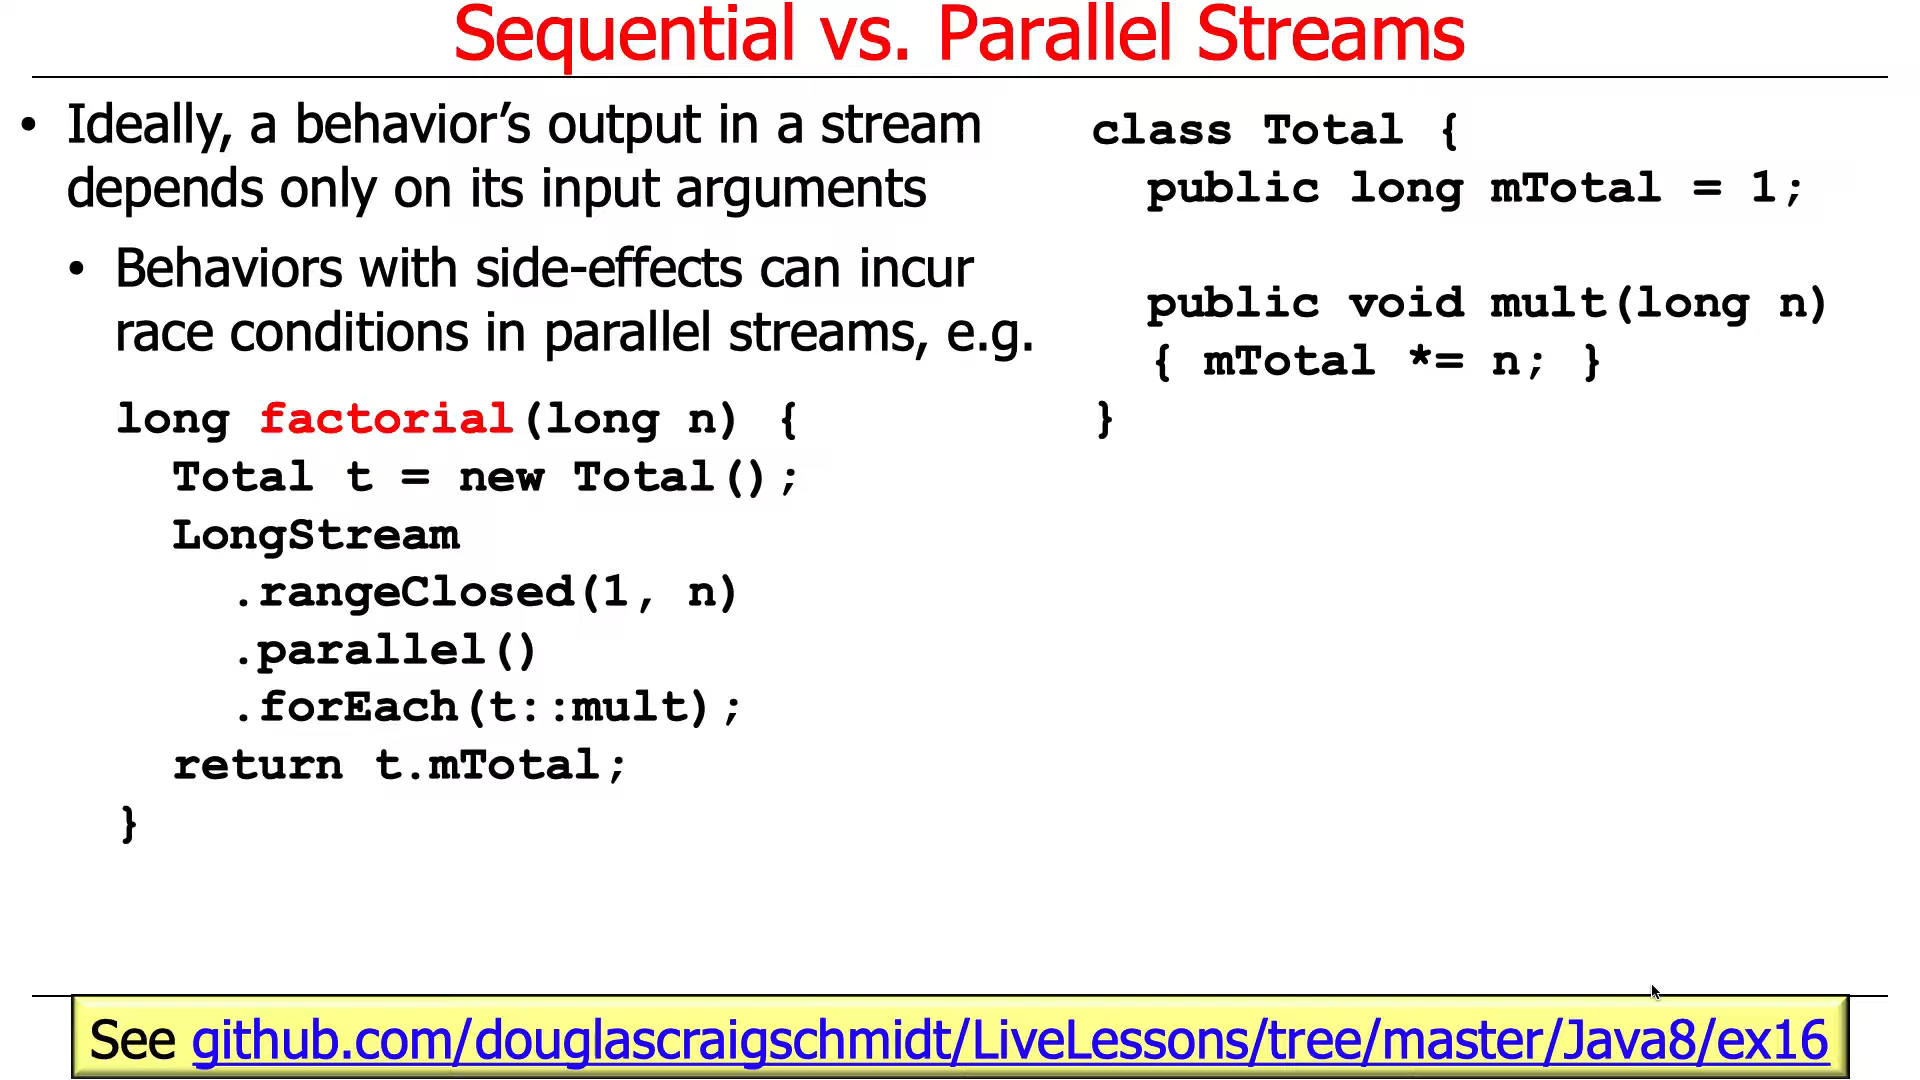 Sequential vs. Parallel Streams
• Ideally, a behavior’s output in a stream
depends only on its input arguments
• Behaviors with side-effects can incur
race conditions in parallel streams, e.g.
long factorial(long n) {
Total t = new Total();
LongStream
.rangeClosed(1, n)
.parallel()
.forEach(t::mult);
return t.mTotal;
}
class Total {
public long mTotal = 1;
public void mult(long n)
{ mTotal *= n; }
}
See github.com/douglascraigschmidt/LiveLessons/tree/master/Java8/ex16